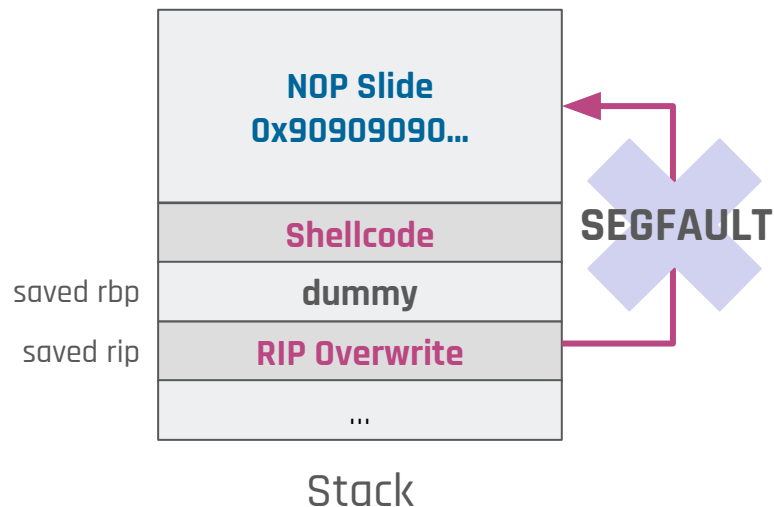 NOP Slide
0x90909090...
Shellcode
SEGFAULT
saved rbp
dummy
saved rip
RIP Overwrite
...
Stack